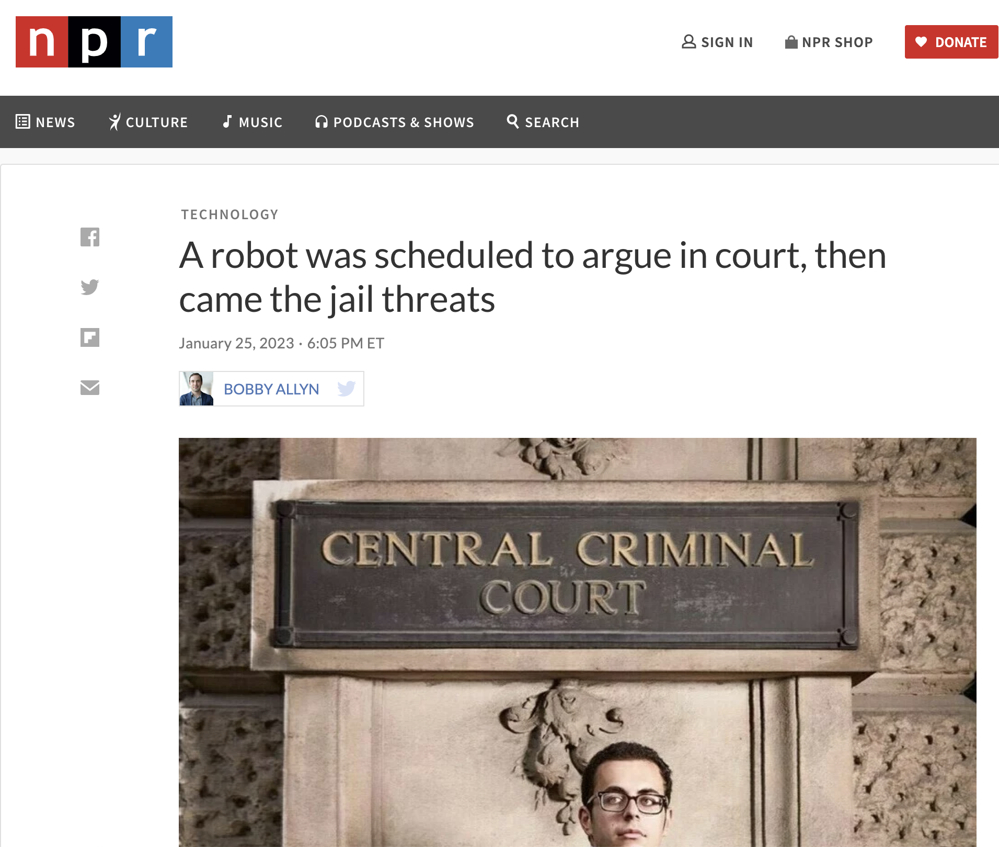 npr
SIGN IN
NPR SHOP
DONATE
NEWS
CULTURE
MUSIC
PODCASTS & SHOWS
SEARCH
TECHNOLOGY
A robot was scheduled to argue in court, then
came the jail threats
January 25, 2023 · 6:05 PM ET
BOBBY ALLYN
CENTRAL CRIMINAL
COURT